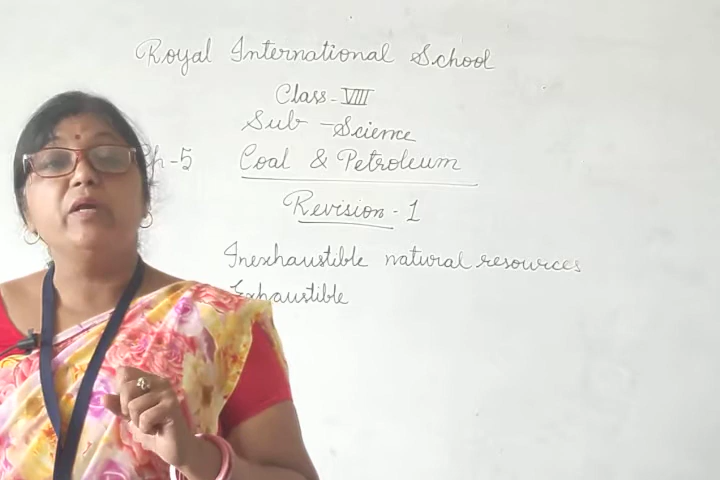 Royal International School
Class-VIII
Sub-Science
Ch-5 Coal & Petroleum
Revision-1
Inexhaustible natural resources
Exhaustible